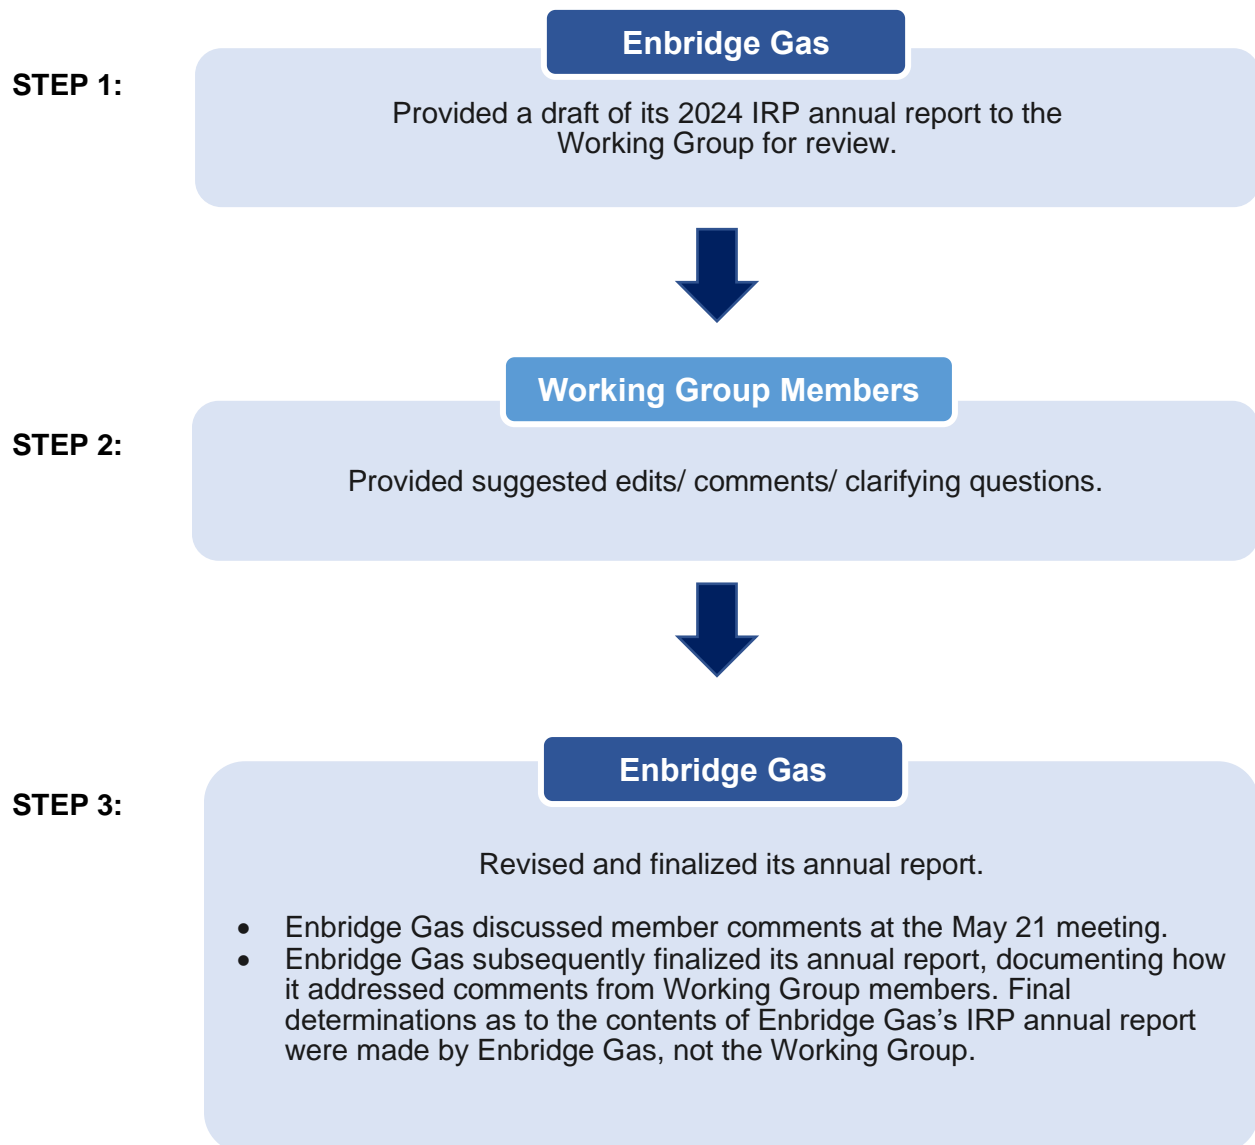 Enbridge Gas
STEP 1:
Provided a draft of its 2024 IRP annual report to the
Working Group for review.
Working Group Members
STEP 2:
Provided suggested edits/ comments/ clarifying questions.
Enbridge Gas
STEP 3:
Revised and finalized its annual report.
• Enbridge Gas discussed member comments at the May 21 meeting.
• Enbridge Gas subsequently finalized its annual report, documenting how
it addressed comments from Working Group members. Final
determinations as to the contents of Enbridge Gas’s IRP annual report
were made by Enbridge Gas, not the Working Group.